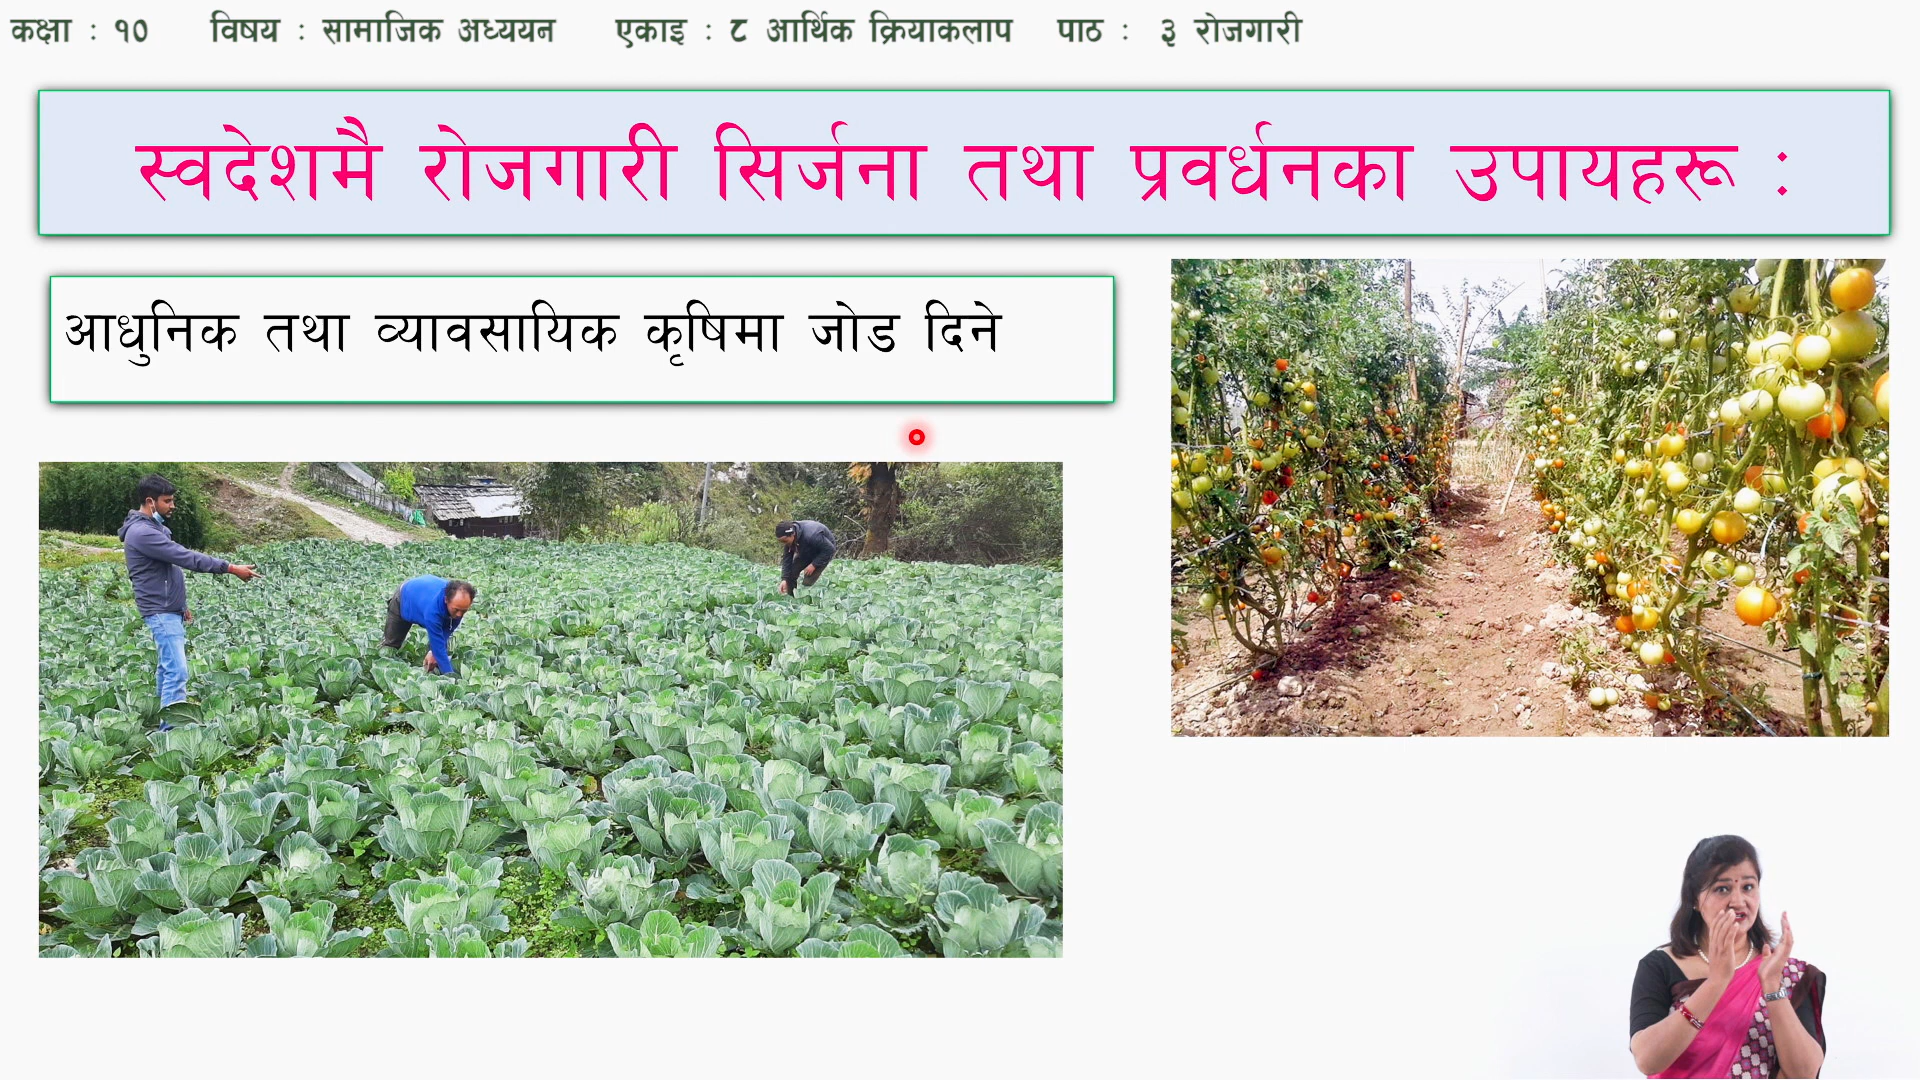 कक्षा : १० विषय : सामाजिक अध्ययन एकाइ : ८ आर्थिक क्रियाकलाप पाठ : ३ रोजगारी
स्वदेशमै रोजगारी सिर्जना तथा प्रवर्धनका उपायहरू :
आधुनिक तथा व्यावसायिक कृषिमा जोड दिने